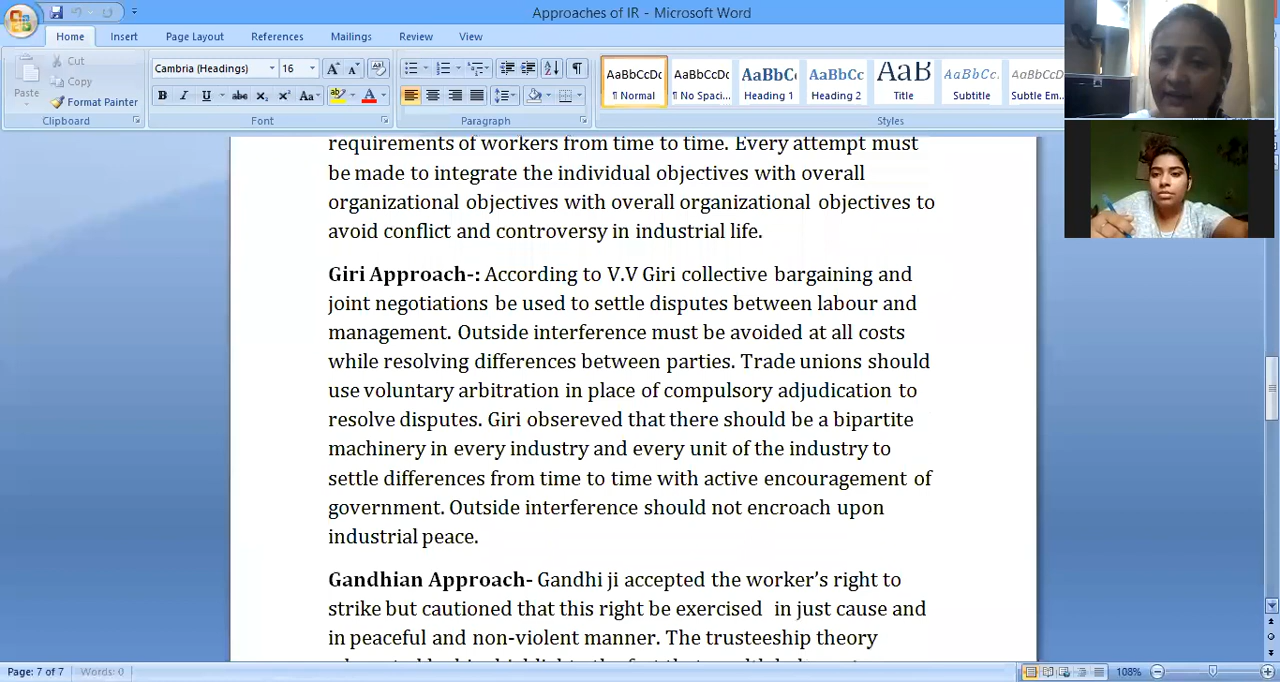 Approaches of IR - Microsoft Word
Home Insert Page Layout References Mailings Review View
Paste
Cut
Copy
Format Painter
Clipboard
Cambria (Headings) 16
Font
Paragraph
AaBbCcDc AaBbCcDc AaBbC AaBbCc AaB AaBbCc. AaBbCcDc
¶ Normal ¶ No Spaci... Heading 1 Heading 2 Title Subtitle Subtle Em...
Styles
requirements of workers from time to time. Every attempt must
be made to integrate the individual objectives with overall
organizational objectives with overall organizational objectives to
avoid conflict and controversy in industrial life.
Giri Approach-: According to V.V Giri collective bargaining and
joint negotiations be used to settle disputes between labour and
management. Outside interference must be avoided at all costs
while resolving differences between parties. Trade unions should
use voluntary arbitration in place of compulsory adjudication to
resolve disputes. Giri obsereved that there should be a bipartite
machinery in every industry and every unit of the industry to
settle differences from time to time with active encouragement of
government. Outside interference should not encroach upon
industrial peace.
Gandhian Approach- Gandhi ji accepted the worker's right to
strike but cautioned that this right be exercised in just cause and
in peaceful and non-violent manner. The trusteeship theory
Page: 7 of 7 Words: 0 108%